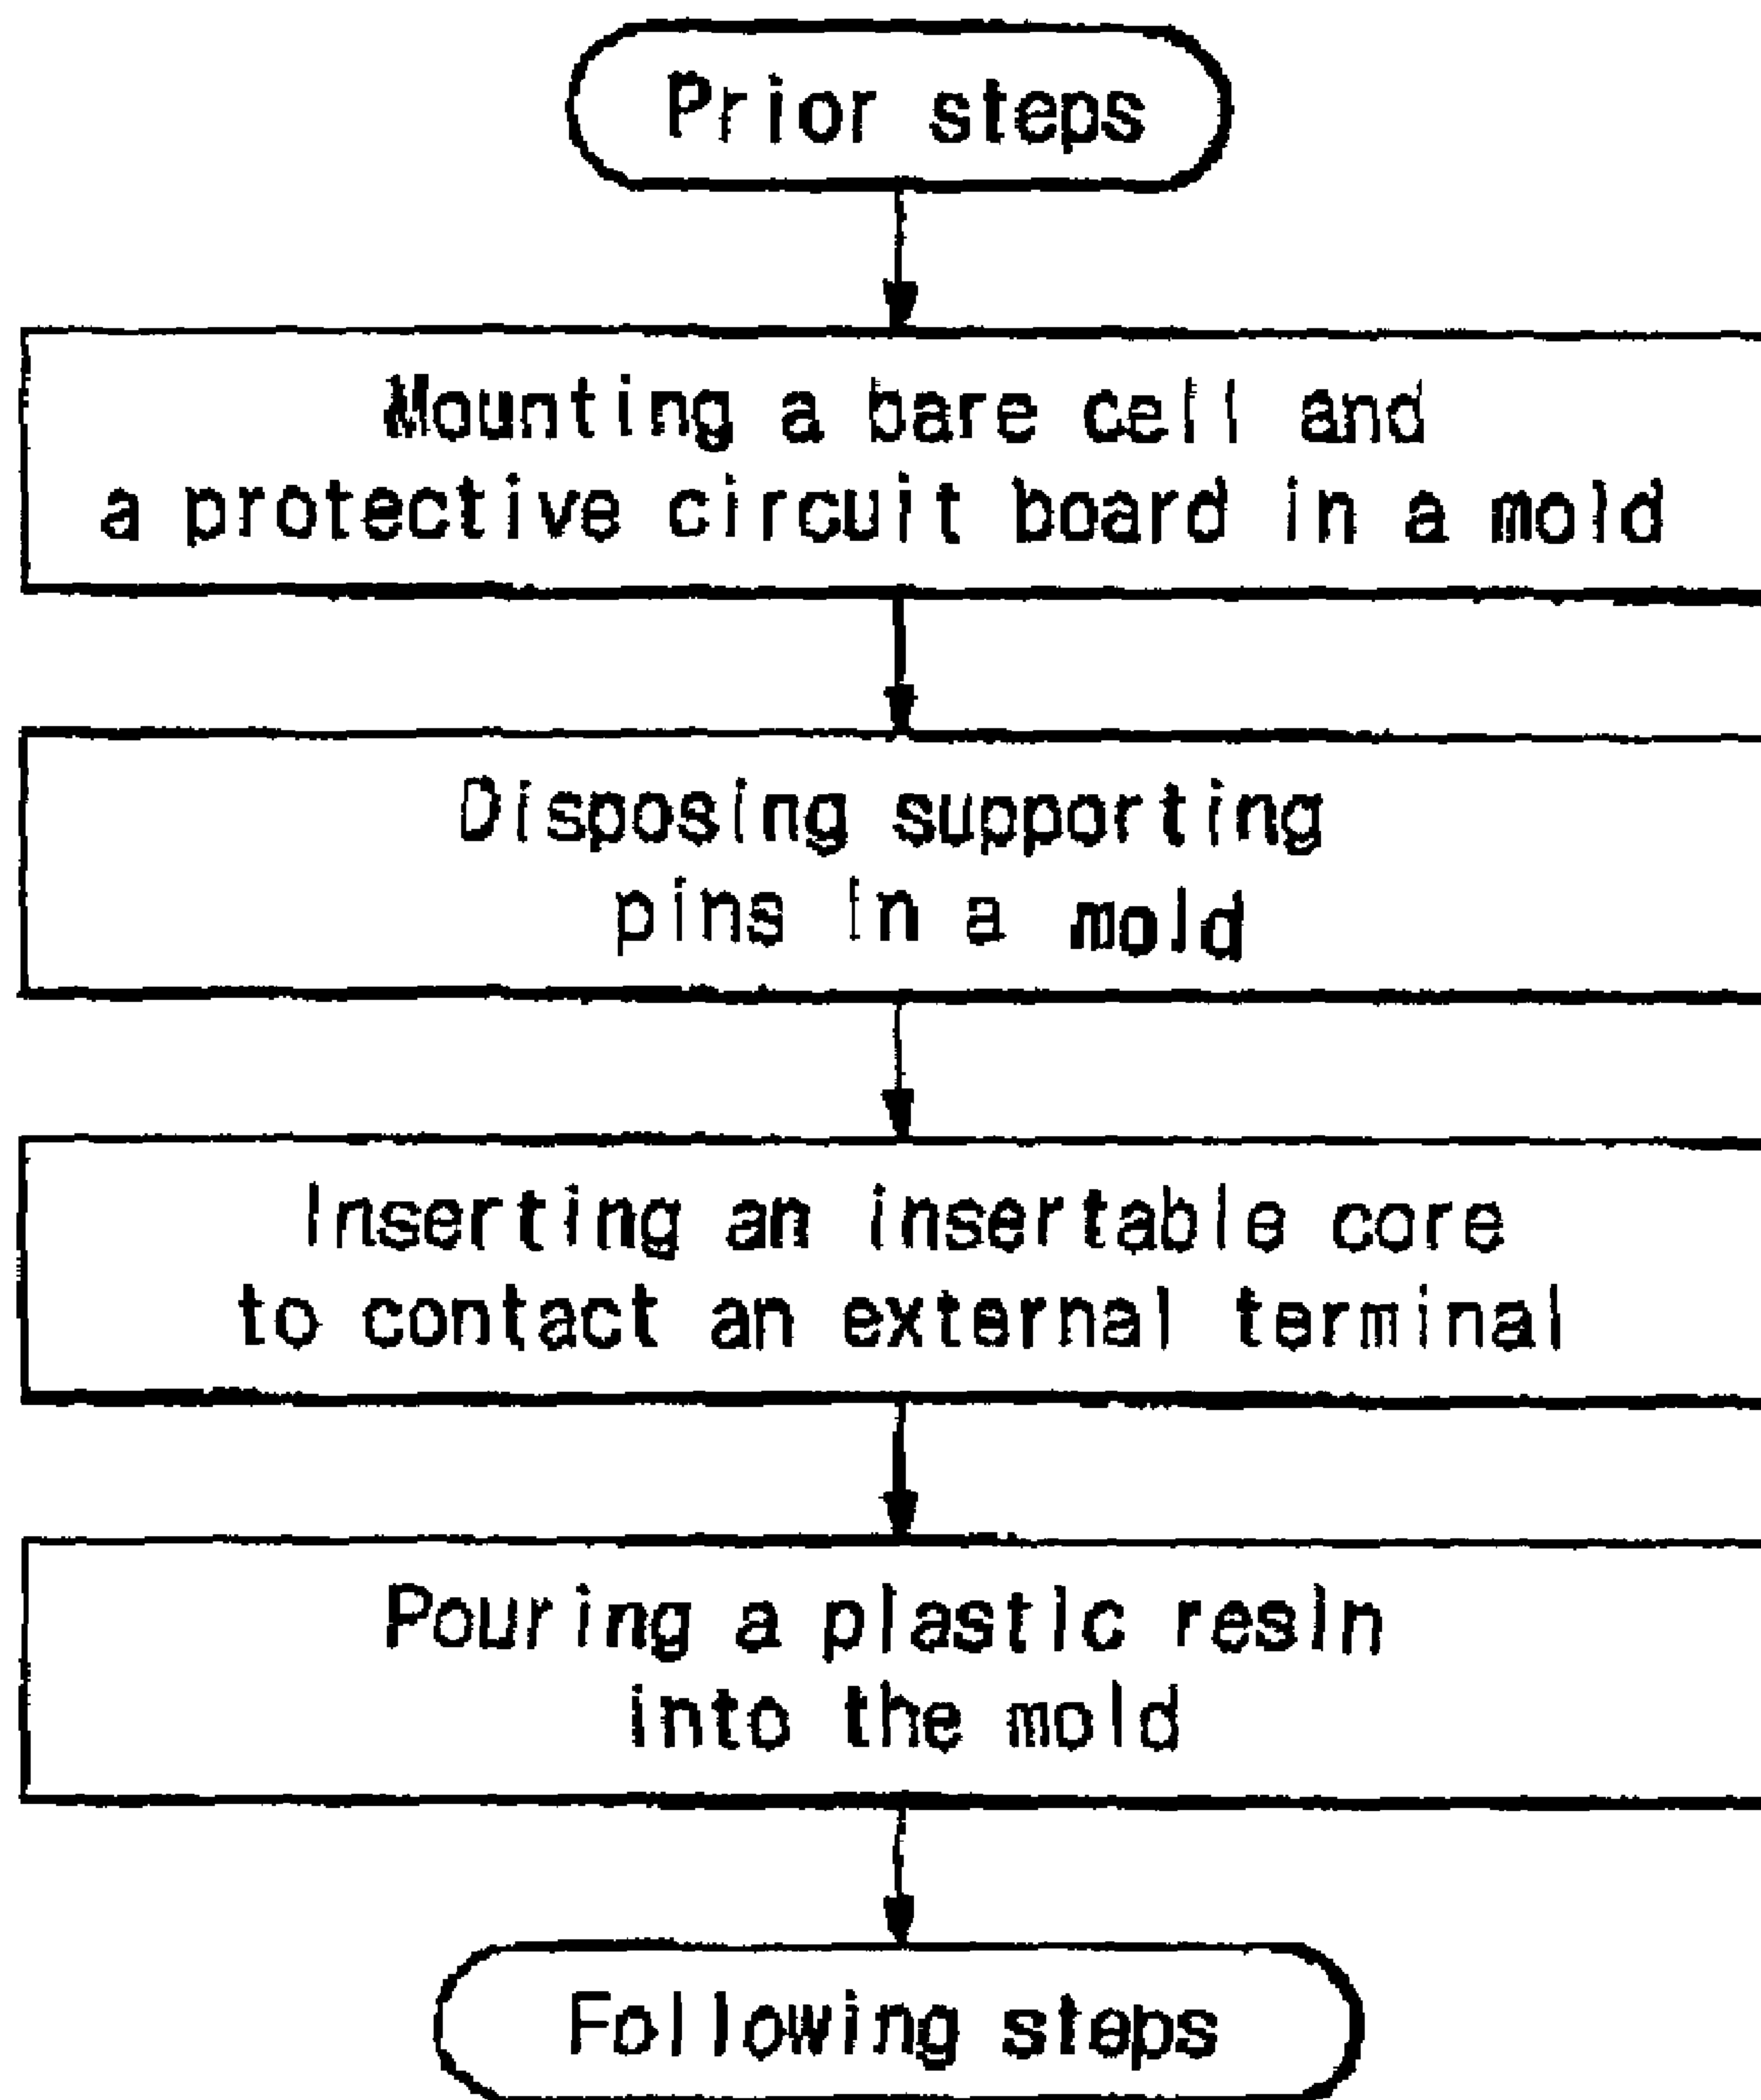 Prior steps
Mounting a bare cell and
a protective circuit board in a mold
Disposing supporting
pins in a mold
Inserting an insertable core
to contact an external terminal
Pouring a plastic resin
into the mold
Following steps